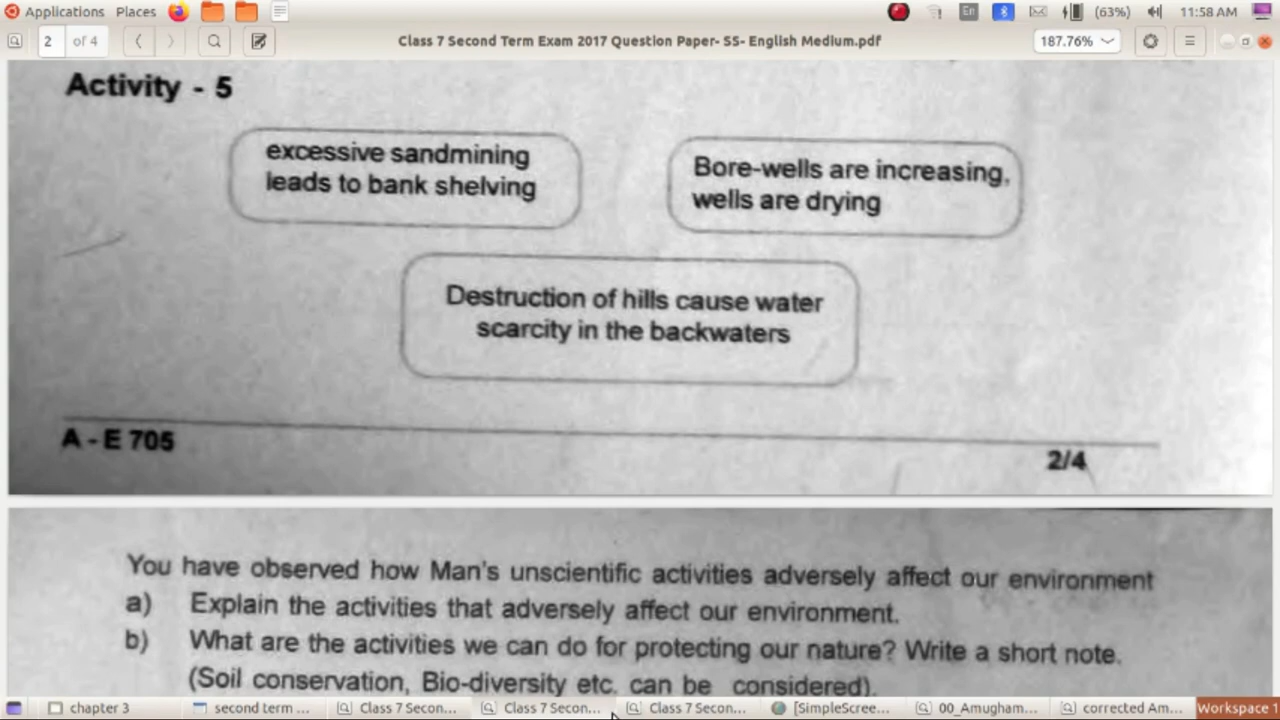 Applications Places En (63%) 11:58 AM
2 of 4 Class 7 Second Term Exam 2017 Question Paper- SS- English Medium.pdf 187.76%
Activity - 5
excessive sandmining
leads to bank shelving
Bore-wells are increasing,
wells are drying
Destruction of hills cause water
scarcity in the backwaters
A - E 705
2/4
You have observed how Man's unscientific activities adversely affect our environment
a) Explain the activities that adversely affect our environment.
b) What are the activities we can do for protecting our nature? Write a short note.
(Soil conservation, Bio-diversity etc. can be considered).
chapter 3 second term ... Class 7 Secon... Class 7 Secon... Class 7 Secon... [SimpleScree... 00_Amugham... corrected Am... Workspace 1